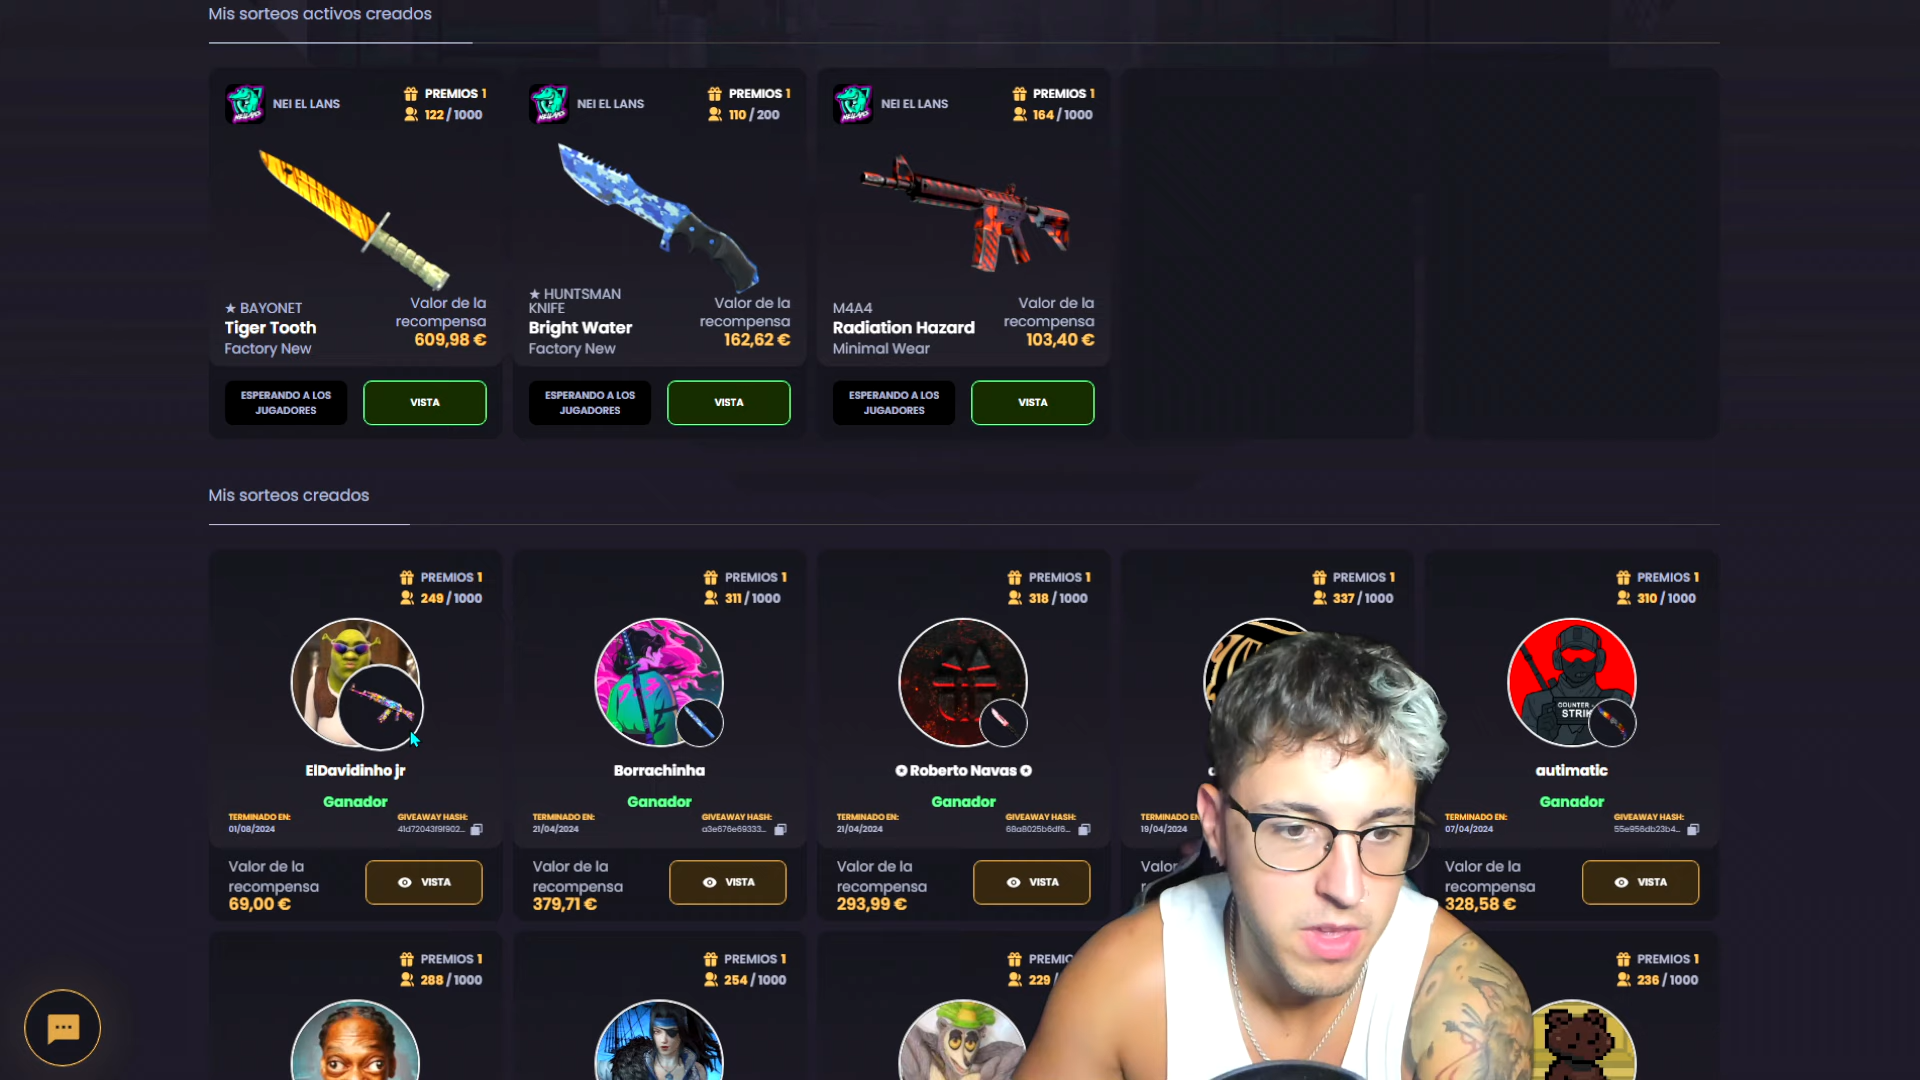 Mis sorteos activos creados
NEI EL LANS
PREMIOS 1
122 / 1000
NEI EL LANS
PREMIOS 1
110 / 200
NEI EL LANS
PREMIOS 1
164 / 1000
★ BAYONET
Tiger Tooth
Factory New
Valor de la
recompensa
609,98 €
★ HUNTSMAN
KNIFE
Bright Water
Factory New
Valor de la
recompensa
162,62 €
M4A4
Radiation Hazard
Minimal Wear
Valor de la
recompensa
103,40 €
ESPERANDO A LOS
JUGADORES
VISTA
ESPERANDO A LOS
JUGADORES
VISTA
ESPERANDO A LOS
JUGADORES
VISTA
Mis sorteos creados
PREMIOS 1
249 / 1000
PREMIOS 1
311 / 1000
PREMIOS 1
318 / 1000
PREMIOS 1
337 / 1000
PREMIOS 1
310 / 1000
COUNTER -
ElDavidinho jr
Borrachinha
✪ Roberto Navas ✪
autimatic
Ganador
Ganador
Ganador
Ganador
TERMINADO EN:
01/08/2024
GIVEAWAY HASH:
41d72043f9f902...
TERMINADO EN:
21/04/2024
GIVEAWAY HASH:
a3e676e69333...
TERMINADO EN:
21/04/2024
GIVEAWAY HASH:
68a8025b6df6...
TERMINADO EN
19/04/2024
TERMINADO EN:
07/04/2024
GIVEAWAY HASH:
55e956db23b4...
Valor de la
recompensa
69,00 €
VISTA
Valor de la
recompensa
379,71 €
VISTA
Valor de la
recompensa
293,99 €
VISTA
Valor de la
recompensa
328,58 €
VISTA
PREMIOS 1
288 / 1000
PREMIOS 1
254 / 1000
229 /
PREMIOS 1
236 / 1000